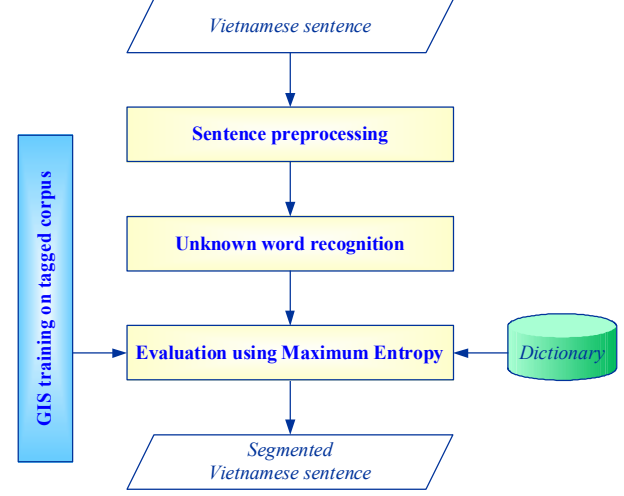 Vietnamese sentence
Sentence preprocessing
GIS training on tagged corpus
Unknown word recognition
Evaluation using Maximum Entropy
Dictionary
Segmented
Vietnamese sentence